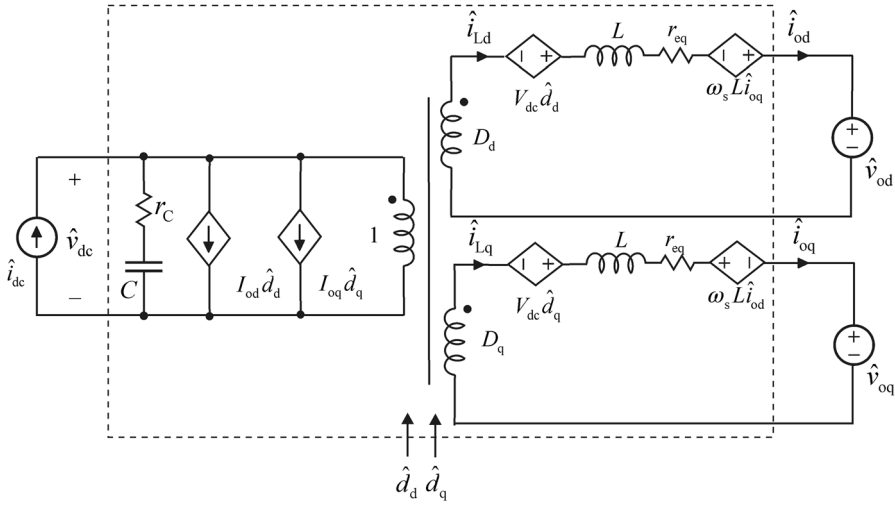 î_Ld
L
r_eq
î_od
V_dc d̂_d
ω_s L î_oq
D_d
v̂_od
+
−
î_Lq
L
r_eq
î_oq
V_dc d̂_q
ω_s L î_od
D_q
v̂_oq
+
−
î_dc
+
v̂_dc
−
r_C
C
I_od d̂_d
I_oq d̂_q
1
d̂_d
d̂_q